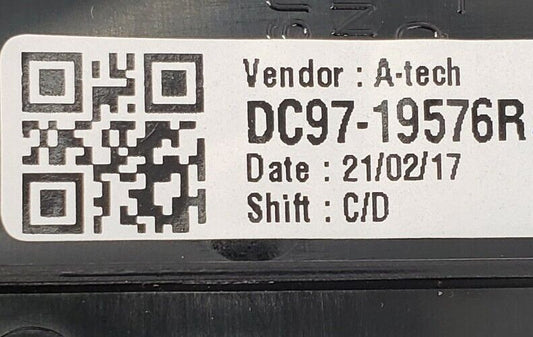 Vendor : A-tech
DC97-19576R
Date : 21/02/17
Shift : C/D